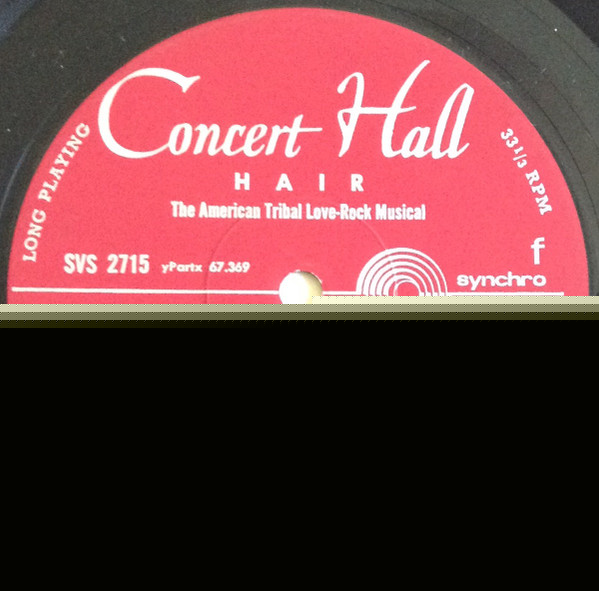 Concert Hall
LONG PLAYING
33 1/3 RPM
HAIR
The American Tribal Love-Rock Musical
f
SVS 2715 yPartx 67.369
synchro